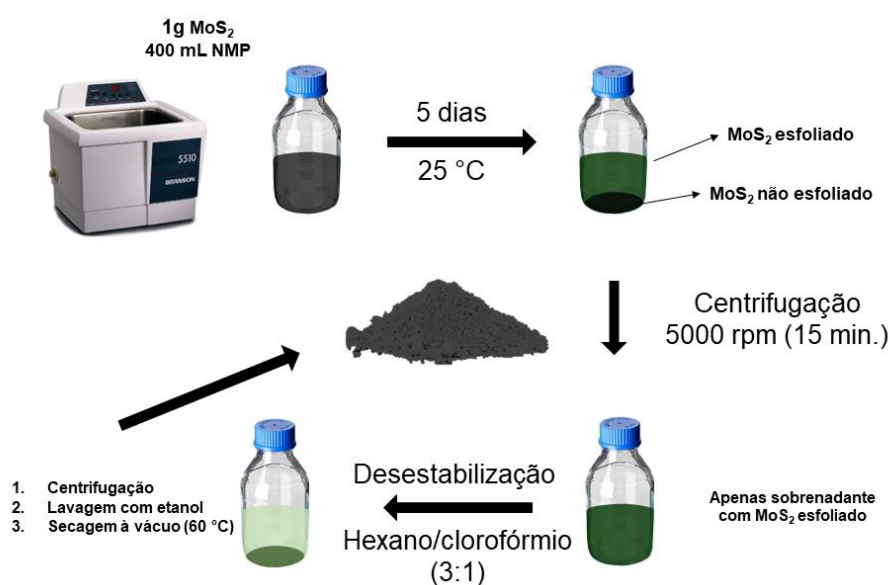 1g MoS₂
400 mL NMP
5510
BRANSON
5 dias
25 °C
MoS₂ esfoliado
MoS₂ não esfoliado
Centrifugação
5000 rpm (15 min.)
Desestabilização
Hexano/clorofórmio
(3:1)
Apenas sobrenadante
com MoS₂ esfoliado
1. Centrifugação
2. Lavagem com etanol
3. Secagem à vácuo (60 °C)